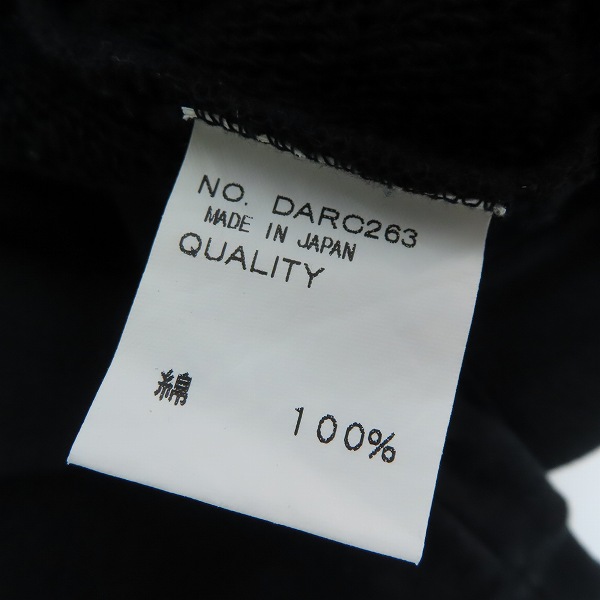 NO. DARC263
MADE IN JAPAN
QUALITY
綿 100%